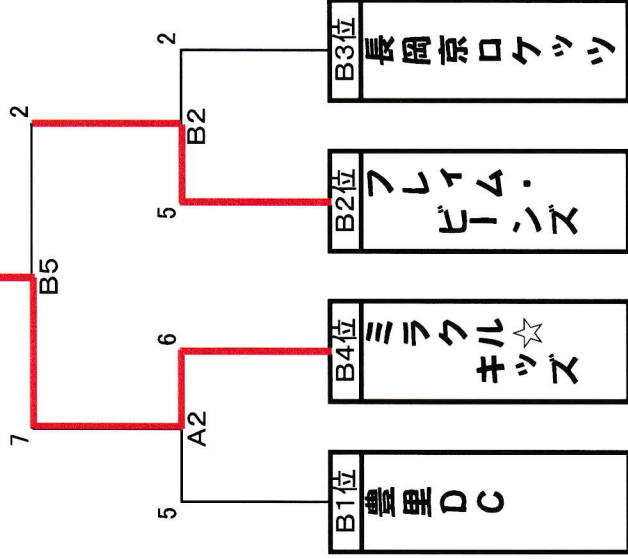 2
7
B5
2
B2
5
6
A2
5
B3位
長岡京ロケッツ
B2位
フレイム・
ビーンズ
B4位
ミラクル☆
キッズ
B1位
豊里DC